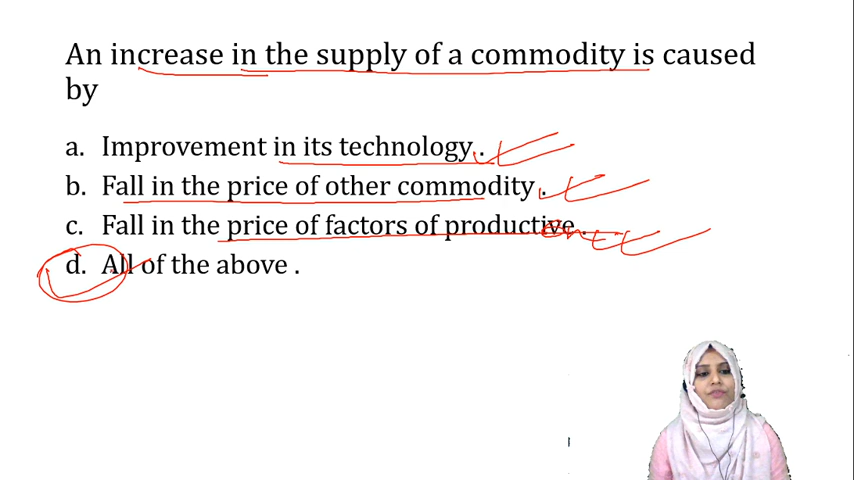 An increase in the supply of a commodity is caused
by
a. Improvement in its technology .
b. Fall in the price of other commodity .
c. Fall in the price of factors of productive .
d. All of the above .